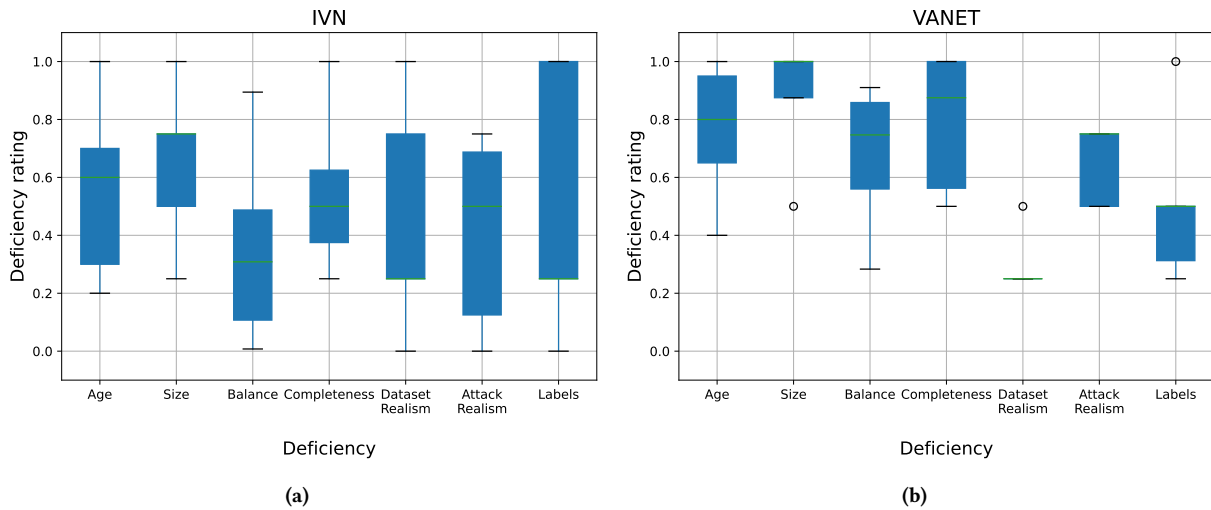 IVN
Deficiency rating
1.0
0.8
0.6
0.4
0.2
0.0
Age Size Balance Completeness Dataset Realism Attack Realism Labels
Deficiency
(a)
VANET
Deficiency rating
1.0
0.8
0.6
0.4
0.2
0.0
Age Size Balance Completeness Dataset Realism Attack Realism Labels
Deficiency
(b)